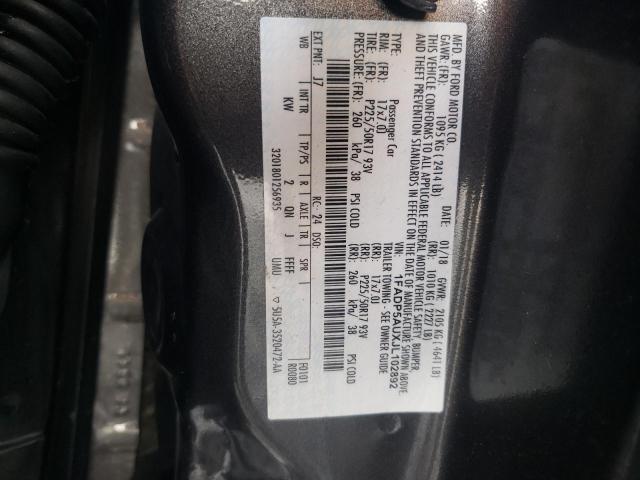 MFD. BY FORD MOTOR CO.
DATE: 01/18 GVWR: 2105 KG ( 4641 LB)
GAWR: (FR): 1095 KG ( 2414 LB) (RR): 1010 KG ( 2227 LB)
THIS VEHICLE CONFORMS TO ALL APPLICABLE FEDERAL MOTOR VEHICLE SAFETY, BUMPER,
AND THEFT PREVENTION STANDARDS IN EFFECT ON THE DATE OF MANUFACTURE SHOWN ABOVE
VIN: 1FADP5AUXJL102892
TYPE: Passenger Car TRAILER TOWING - SEE OWNER GUIDE
RIM: (FR): 17x7.0J (RR): 17x7.0J
TIRE: (FR): P225/50R17 93V (RR): P225/50R17 93V
PRESSURE: (FR): 260 kPa/ 38 PSI COLD (RR): 260 kPa/ 38 PSI COLD
EXT PNT: J7 RC: 24 DSO: F0101
R0080
WB INT TR TP/PS R AXLE TR SPR
KW 2 QN J FFFF UMU
3201801256935 ▽ 5U5A-3520472-AA